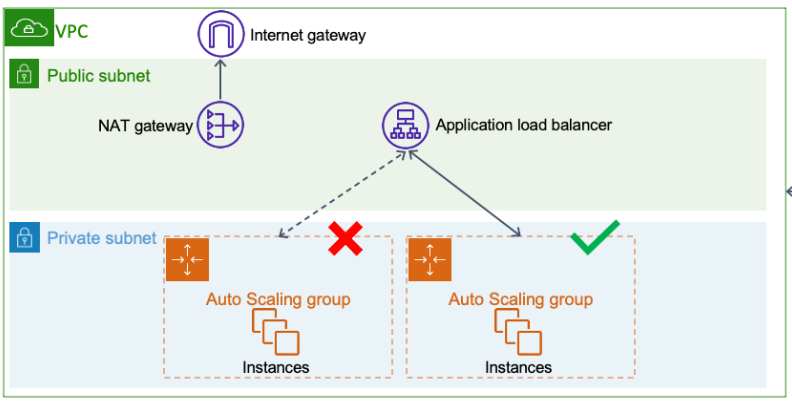 VPC
Internet gateway
Public subnet
NAT gateway
Application load balancer
Private subnet
Auto Scaling group
Instances
Auto Scaling group
Instances